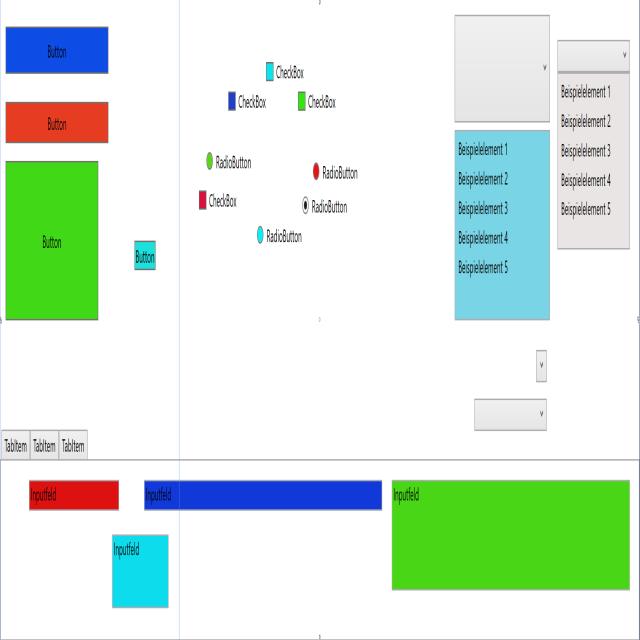 Button
Button
Button
Button
CheckBox
CheckBox
CheckBox
RadioButton
RadioButton
CheckBox
RadioButton
RadioButton
Beispielelement 1
Beispielelement 2
Beispielelement 3
Beispielelement 4
Beispielelement 5
Beispielelement 1
Beispielelement 2
Beispielelement 3
Beispielelement 4
Beispielelement 5
TabItem TabItem TabItem
Inputfeld
Inputfeld
Inputfeld
Inputfeld